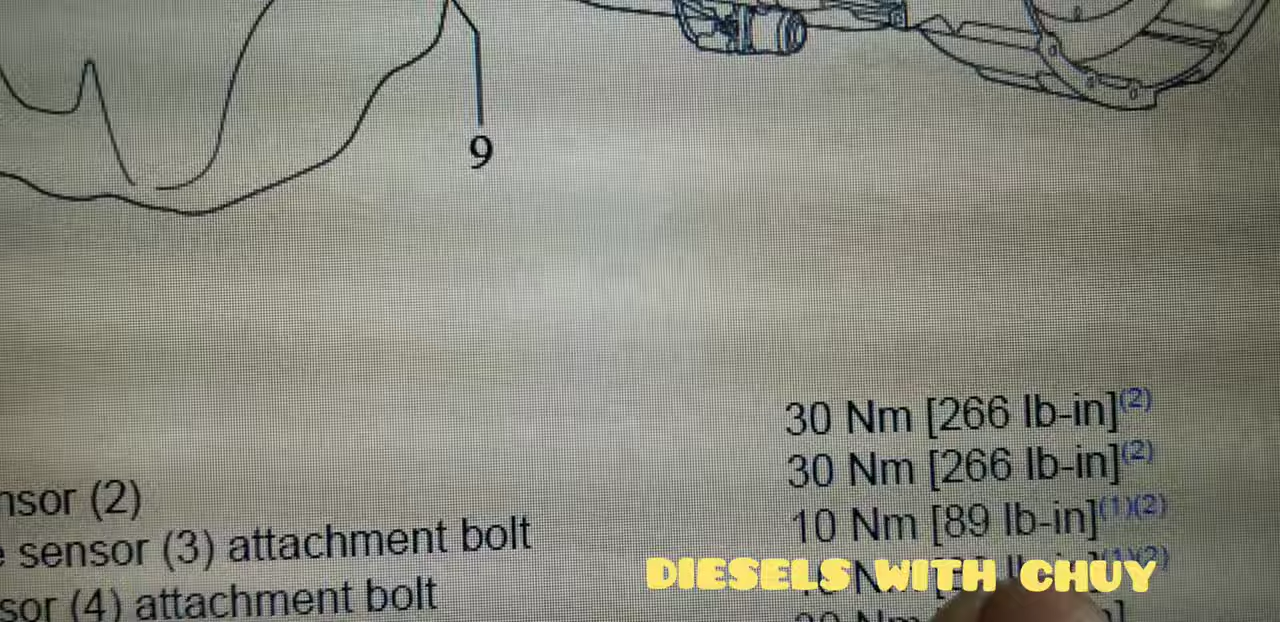 9
30 Nm [266 lb-in](2)
nsor (2) 30 Nm [266 lb-in](2)
sensor (3) attachment bolt 10 Nm [89 lb-in](1)(2)
sor (4) attachment bolt
DIESELS WITH CHUY